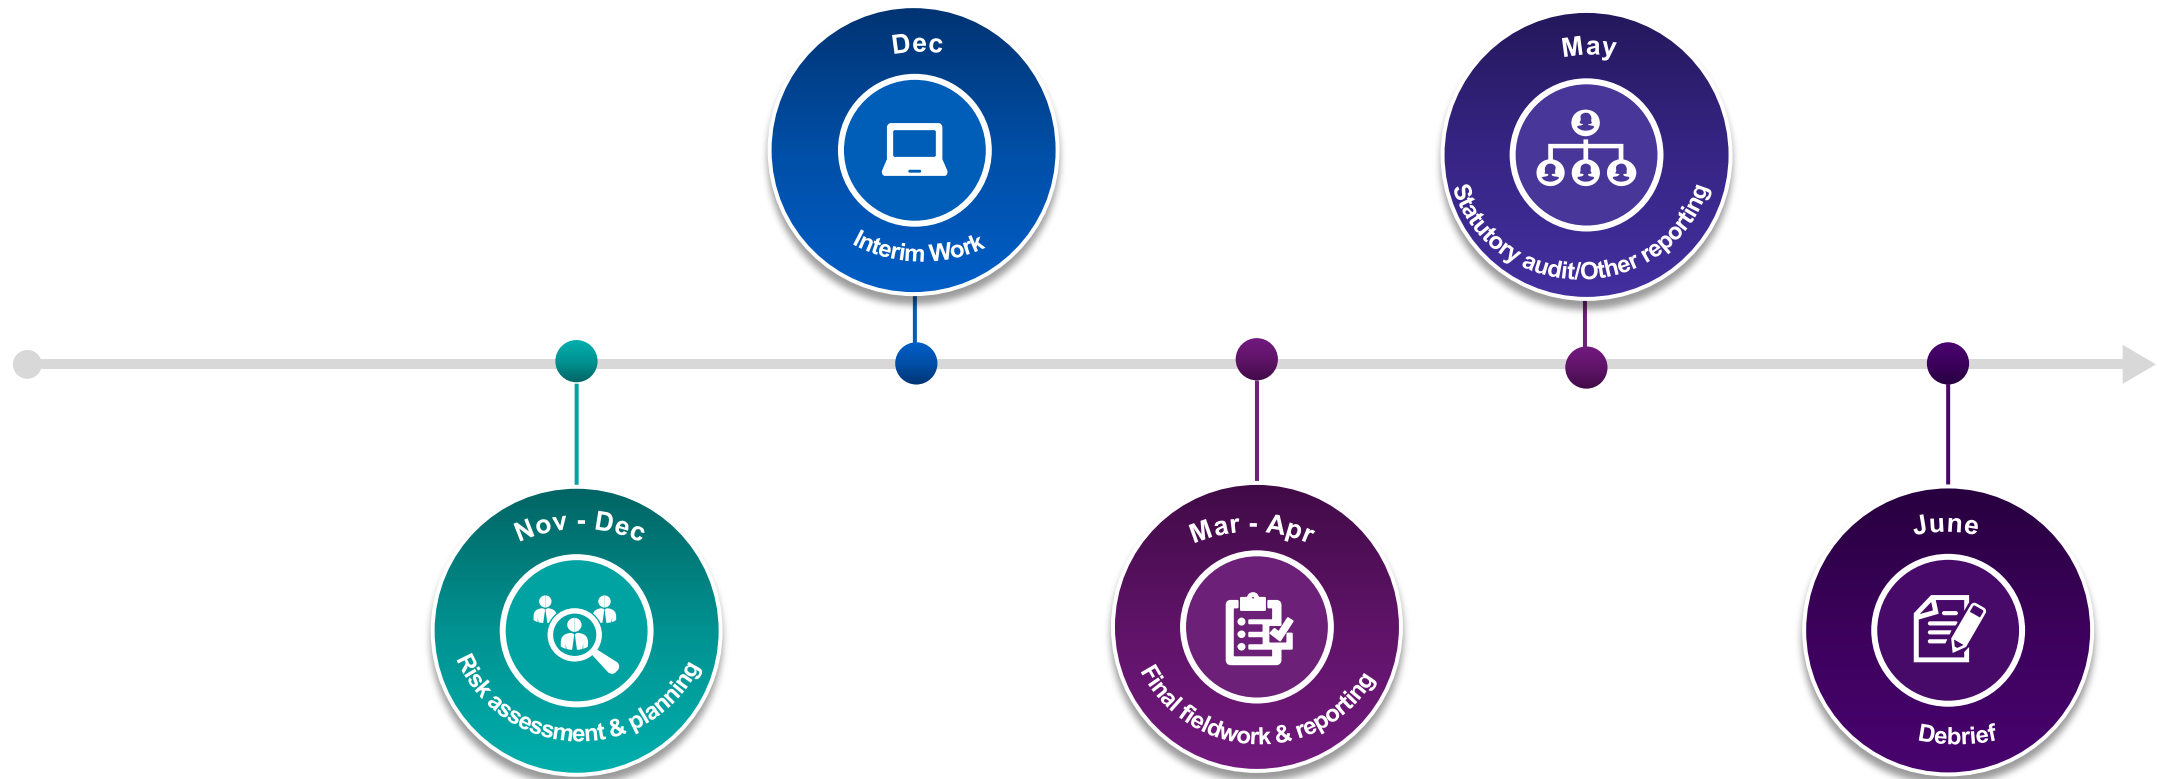 Nov - Dec
Risk assessment & planning
Dec
Interim Work
Mar - Apr
Final fieldwork & reporting
May
Statutory audit/Other reporting
June
Debrief